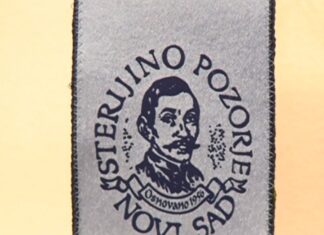 STERIJINO POZORJE
Osnovano 1956
NOVI SAD